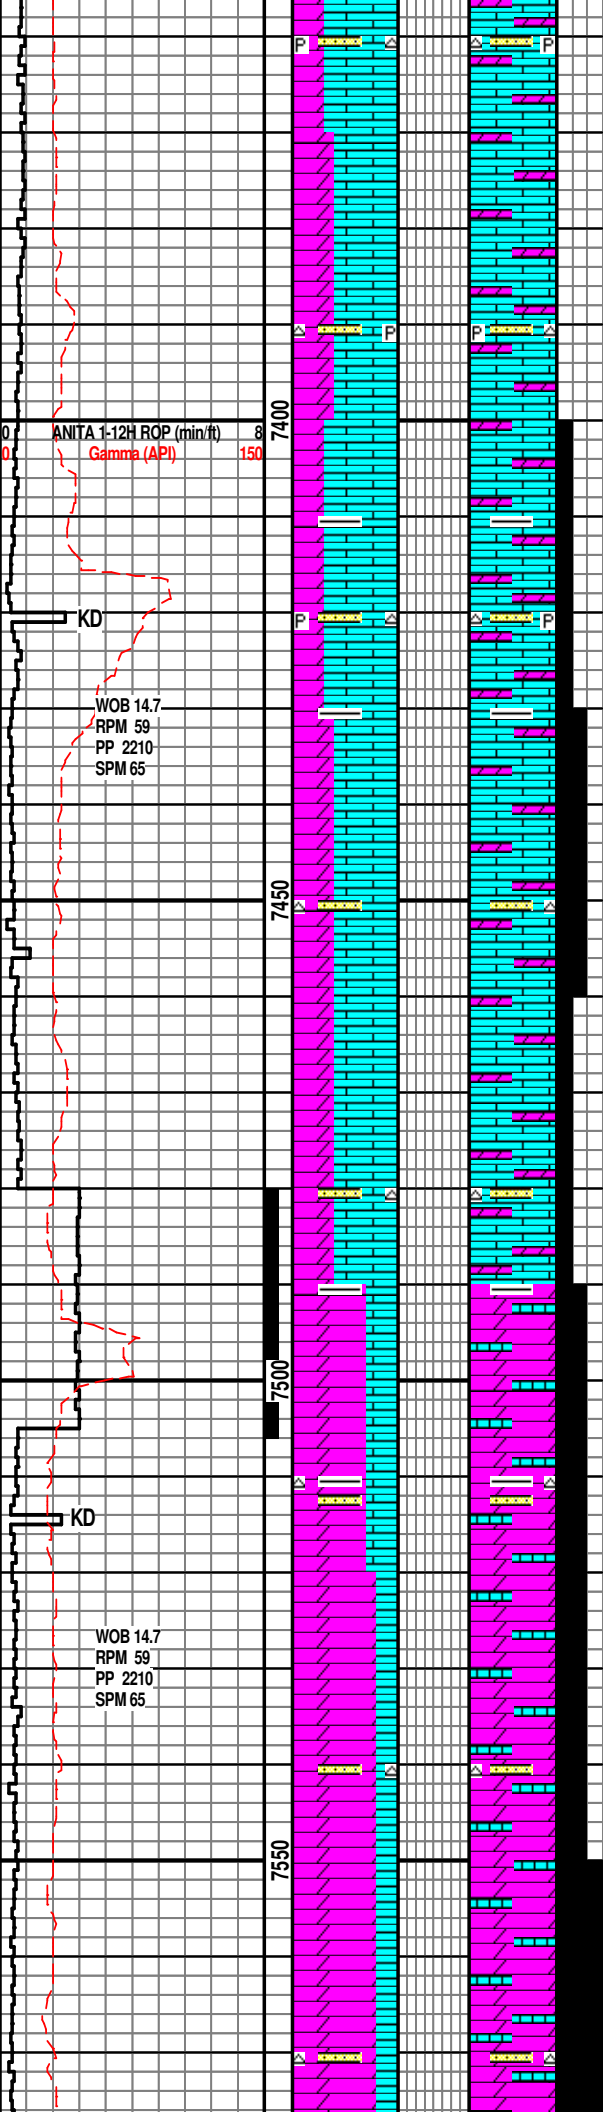 P P
P P
7400
0 ANITA 1-12H ROP (min/ft) 8
0 Gamma (API) 150
KD
P P
WOB 14.7
RPM 59
PP 2210
SPM 65
7450
7500
KD
WOB 14.7
RPM 59
PP 2210
SPM 65
7550